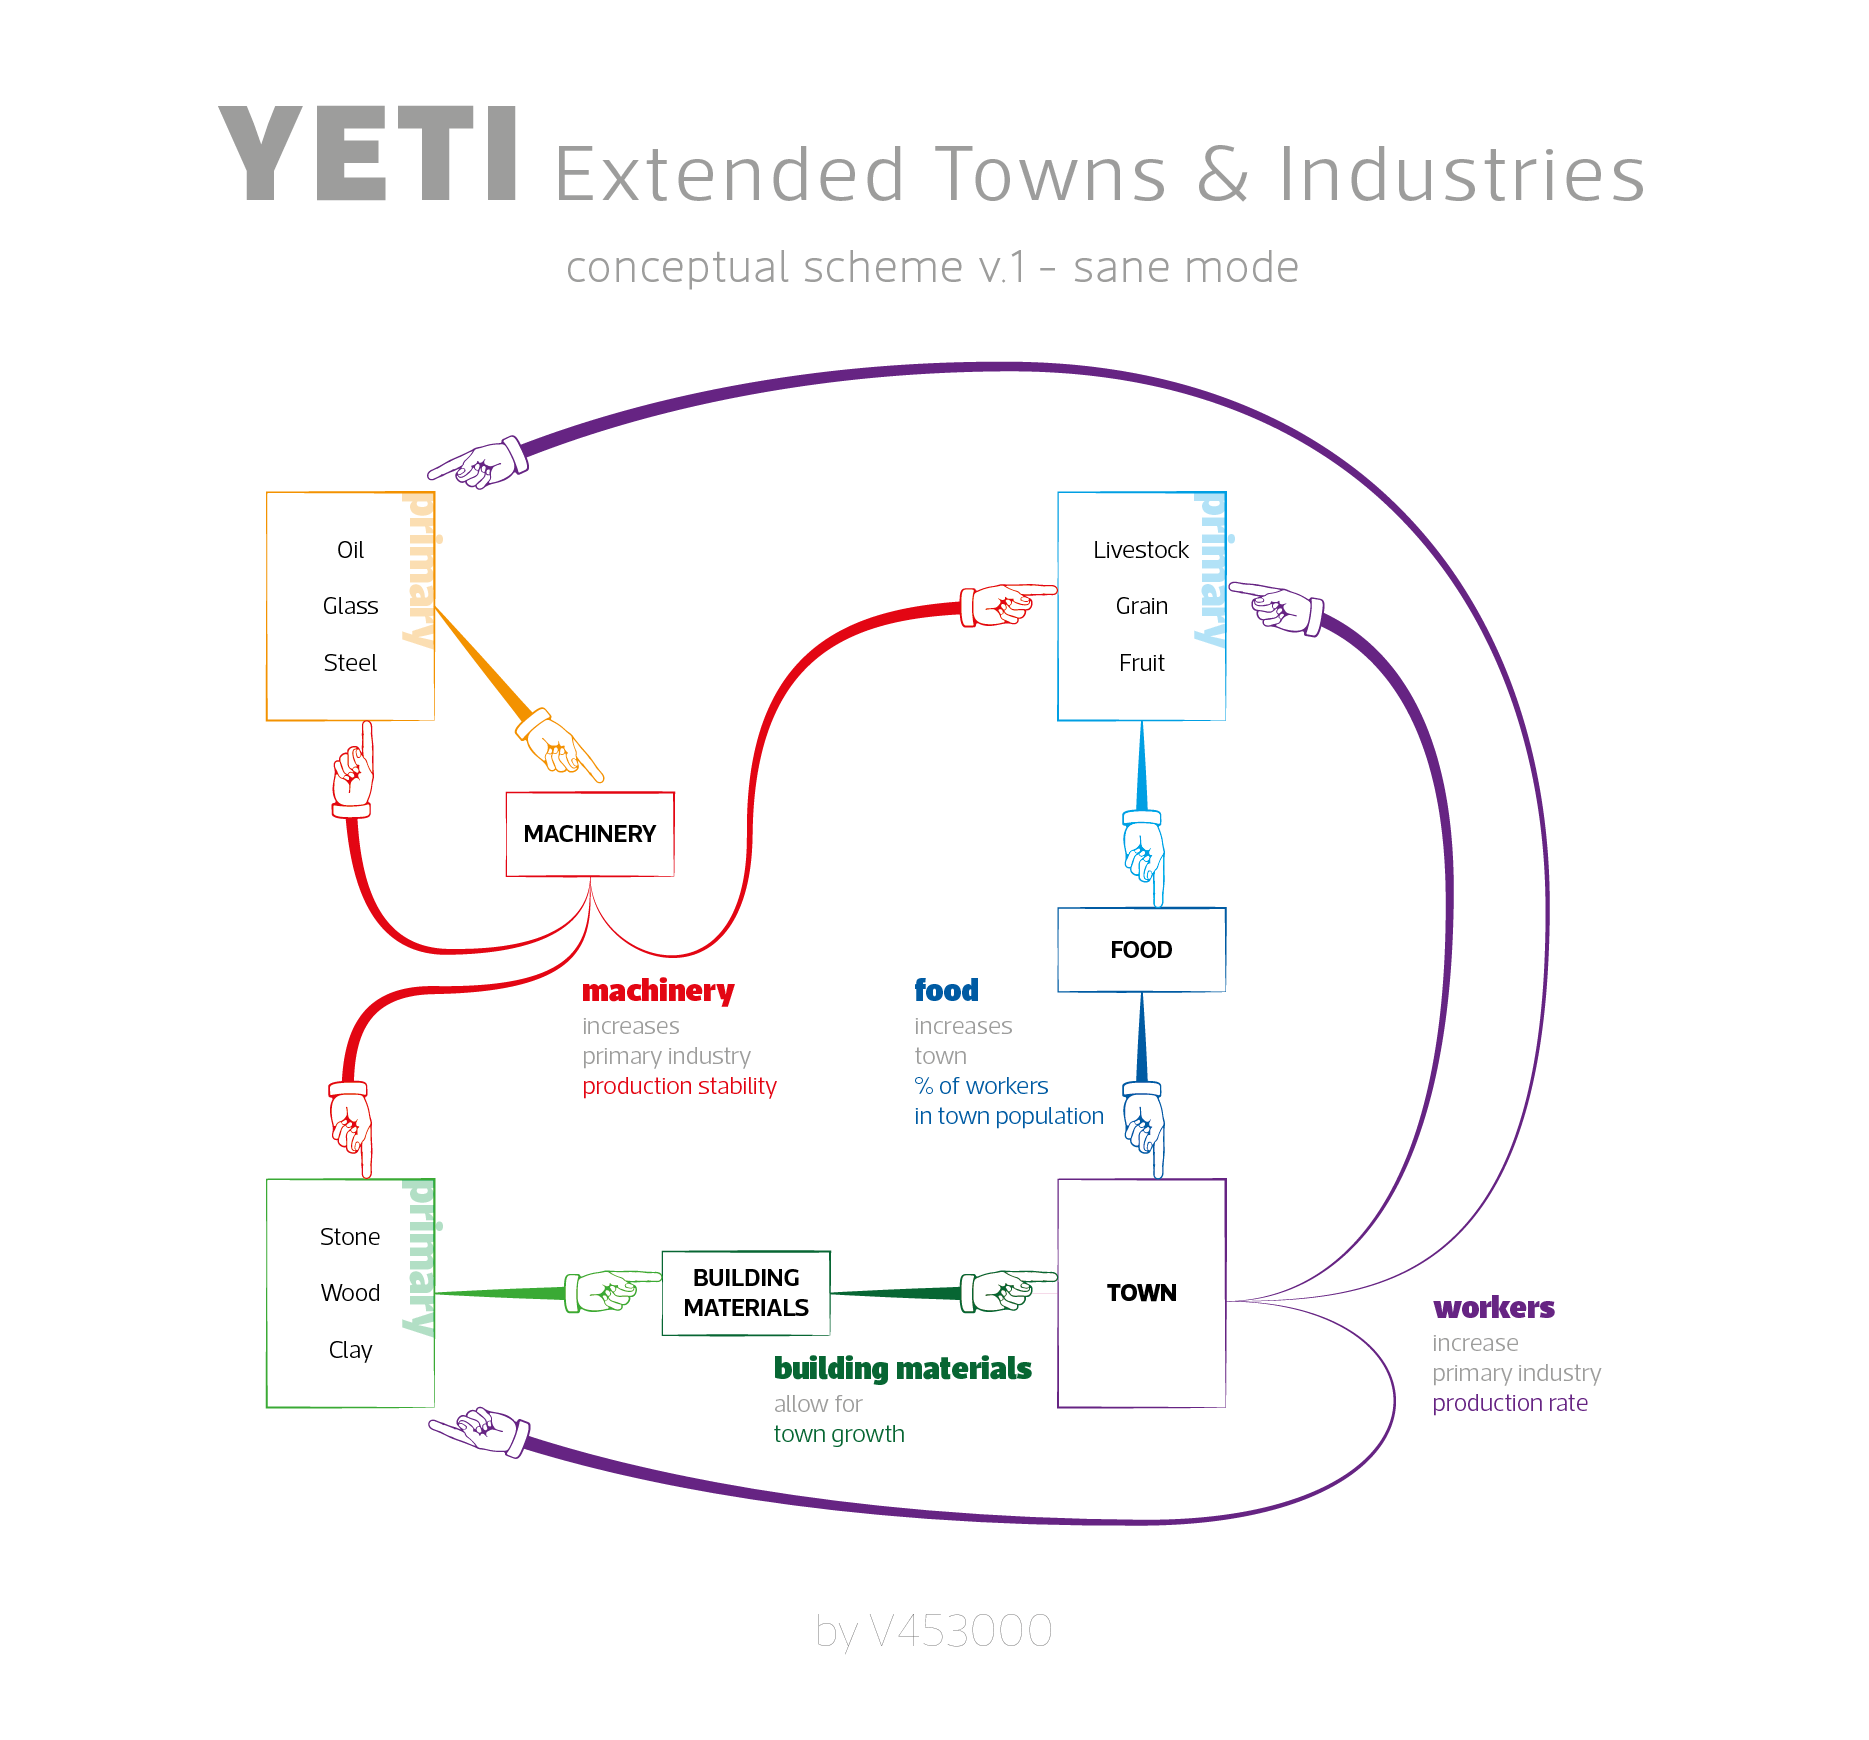 YETI Extended Towns & Industries
conceptual scheme v.1 - sane mode
primary
Oil
Glass
Steel
primary
Livestock
Grain
Fruit
MACHINERY
FOOD
machinery
increases
primary industry
production stability
food
increases
town
% of workers
in town population
primary
Stone
Wood
Clay
BUILDING
MATERIALS
TOWN
building materials
allow for
town growth
workers
increase
primary industry
production rate
by V453000